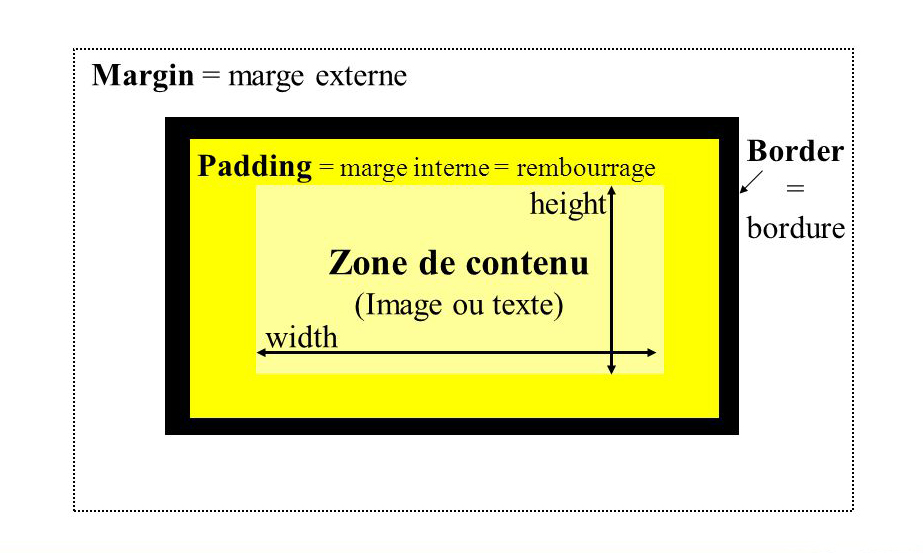 Margin = marge externe
Border
=
bordure
Padding = marge interne = rembourrage
height
Zone de contenu
(Image ou texte)
width